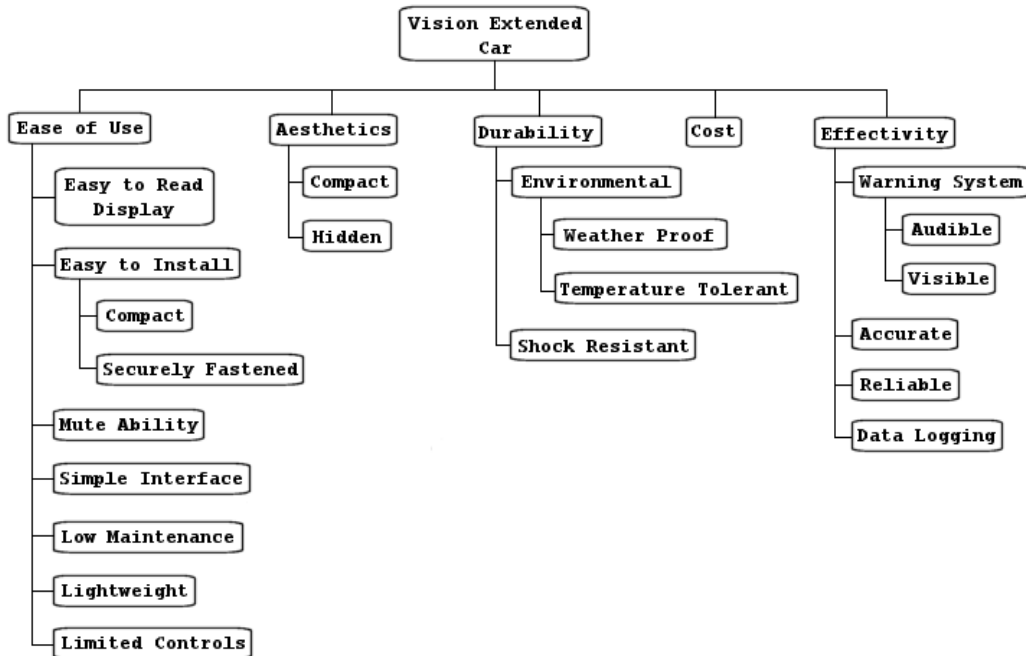 Vision Extended
Car
Ease of Use
Easy to Read
Display
Easy to Install
Compact
Securely Fastened
Mute Ability
Simple Interface
Low Maintenance
Lightweight
Limited Controls
Aesthetics
Compact
Hidden
Durability
Environmental
Weather Proof
Temperature Tolerant
Shock Resistant
Cost
Effectivity
Warning System
Audible
Visible
Accurate
Reliable
Data Logging